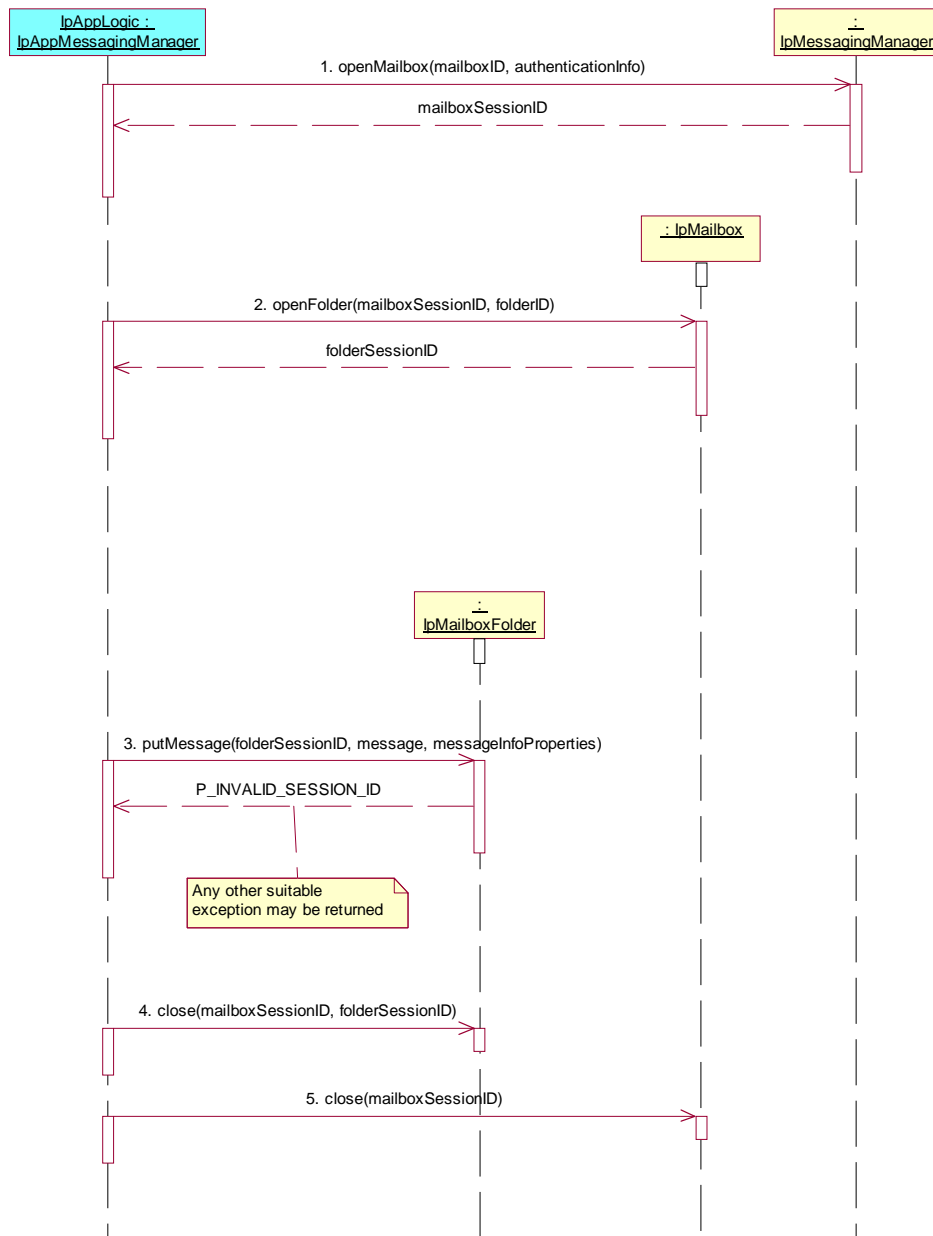 IpAppLogic :
IpAppMessagingManager
:
IpMessagingManager
1. openMailbox(mailboxID, authenticationInfo)
mailboxSessionID
: IpMailbox
2. openFolder(mailboxSessionID, folderID)
folderSessionID
:
IpMailboxFolder
3. putMessage(folderSessionID, message, messageInfoProperties)
P_INVALID_SESSION_ID
Any other suitable
exception may be returned
4. close(mailboxSessionID, folderSessionID)
5. close(mailboxSessionID)